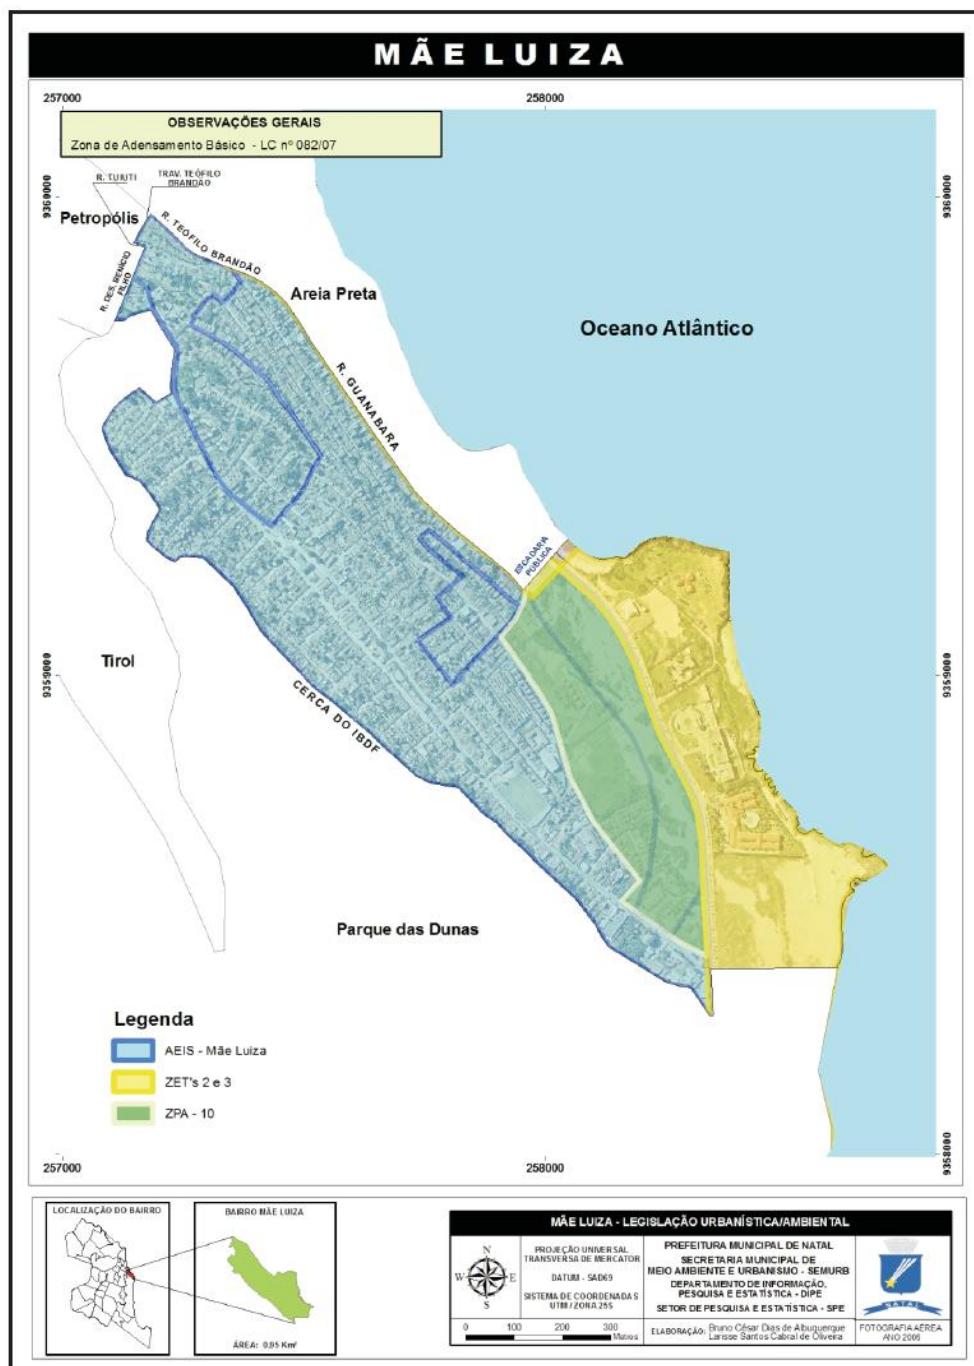 MÃE LUIZA
257000
258000
OBSERVAÇÕES GERAIS
Zona de Adensamento Básico - LC nº 082/07
R. TUIUTI
TRAV. TEÓFILO
BRANDÃO
9360000
9360000
Petropólis
R. TEÓFILO BRANDÃO
R. DES. BENÍCIO
FILHO
Areia Preta
Oceano Atlântico
R. GUANABARA
ESCADARIA
PÚBLICA
Tirol
9359000
9359000
CERCA DO IBDF
Parque das Dunas
Legenda
AEIS - Mãe Luiza
ZET's 2 e 3
ZPA - 10
9358000
257000
258000
LOCALIZAÇÃO DO BAIRRO
BAIRRO MÃE LUIZA
ÁREA: 0,95 Km²
MÃE LUIZA - LEGISLAÇÃO URBANÍSTICA/AMBIENTAL
N
W
E
S
PROJEÇÃO UNIVERSAL
TRANSVERSA DE MERCATOR
DATUM - SAD69
SISTEMA DE COORDENADAS
UTM / ZONA 25S
PREFEITURA MUNICIPAL DE NATAL
SECRETARIA MUNICIPAL DE
MEIO AMBIENTE E URBANISMO - SEMURB
DEPARTAMENTO DE INFORMAÇÃO,
PESQUISA E ESTATÍSTICA - DIPE
SETOR DE PESQUISA E ESTATÍSTICA - SPE
NATAL
0 100 200 300
Metros
ELABORAÇÃO: Bruno César Dias de Albuquerque
Larisse Santos Cabral de Oliveira
FOTOGRAFIA AÉREA
ANO 2006